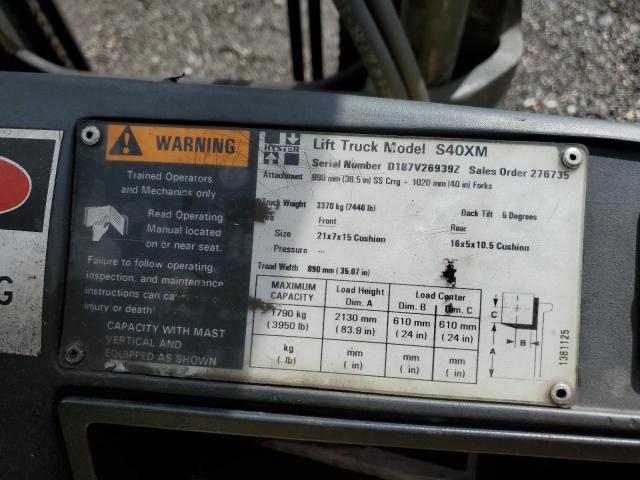 WARNING
Trained Operators
and Mechanics only
Read Operating
Manual located
on or near seat.
Failure to follow operating,
inspection, and maintenance
instructions can
injury or death!
CAPACITY WITH MAST
VERTICAL AND
EQUIPPED AS SHOWN
HYSTER
Lift Truck Model S40XM
Serial Number D187V26939Z Sales Order 276735
Attachment 890 mm (38.5 in) SS Crrg - 1020 mm (40 in) Forks
Truck Weight 3370 kg (7440 lb) Back Tilt 5 Degrees
Front Rear
Size 21x7x15 Cushion 16x5x10.5 Cushion
Pressure ---
Tread Width 890 mm ( 35.07 in)
MAXIMUM CAPACITY Load Height Dim. A Load Center Dim. B Dim. C
1790 kg 2130 mm 610 mm 610 mm
( 3950 lb) ( 83.9 in) ( 24 in) ( 24 in)
kg mm mm mm
( lb) ( in) ( in) ( in)
C
B
A
1381125
G